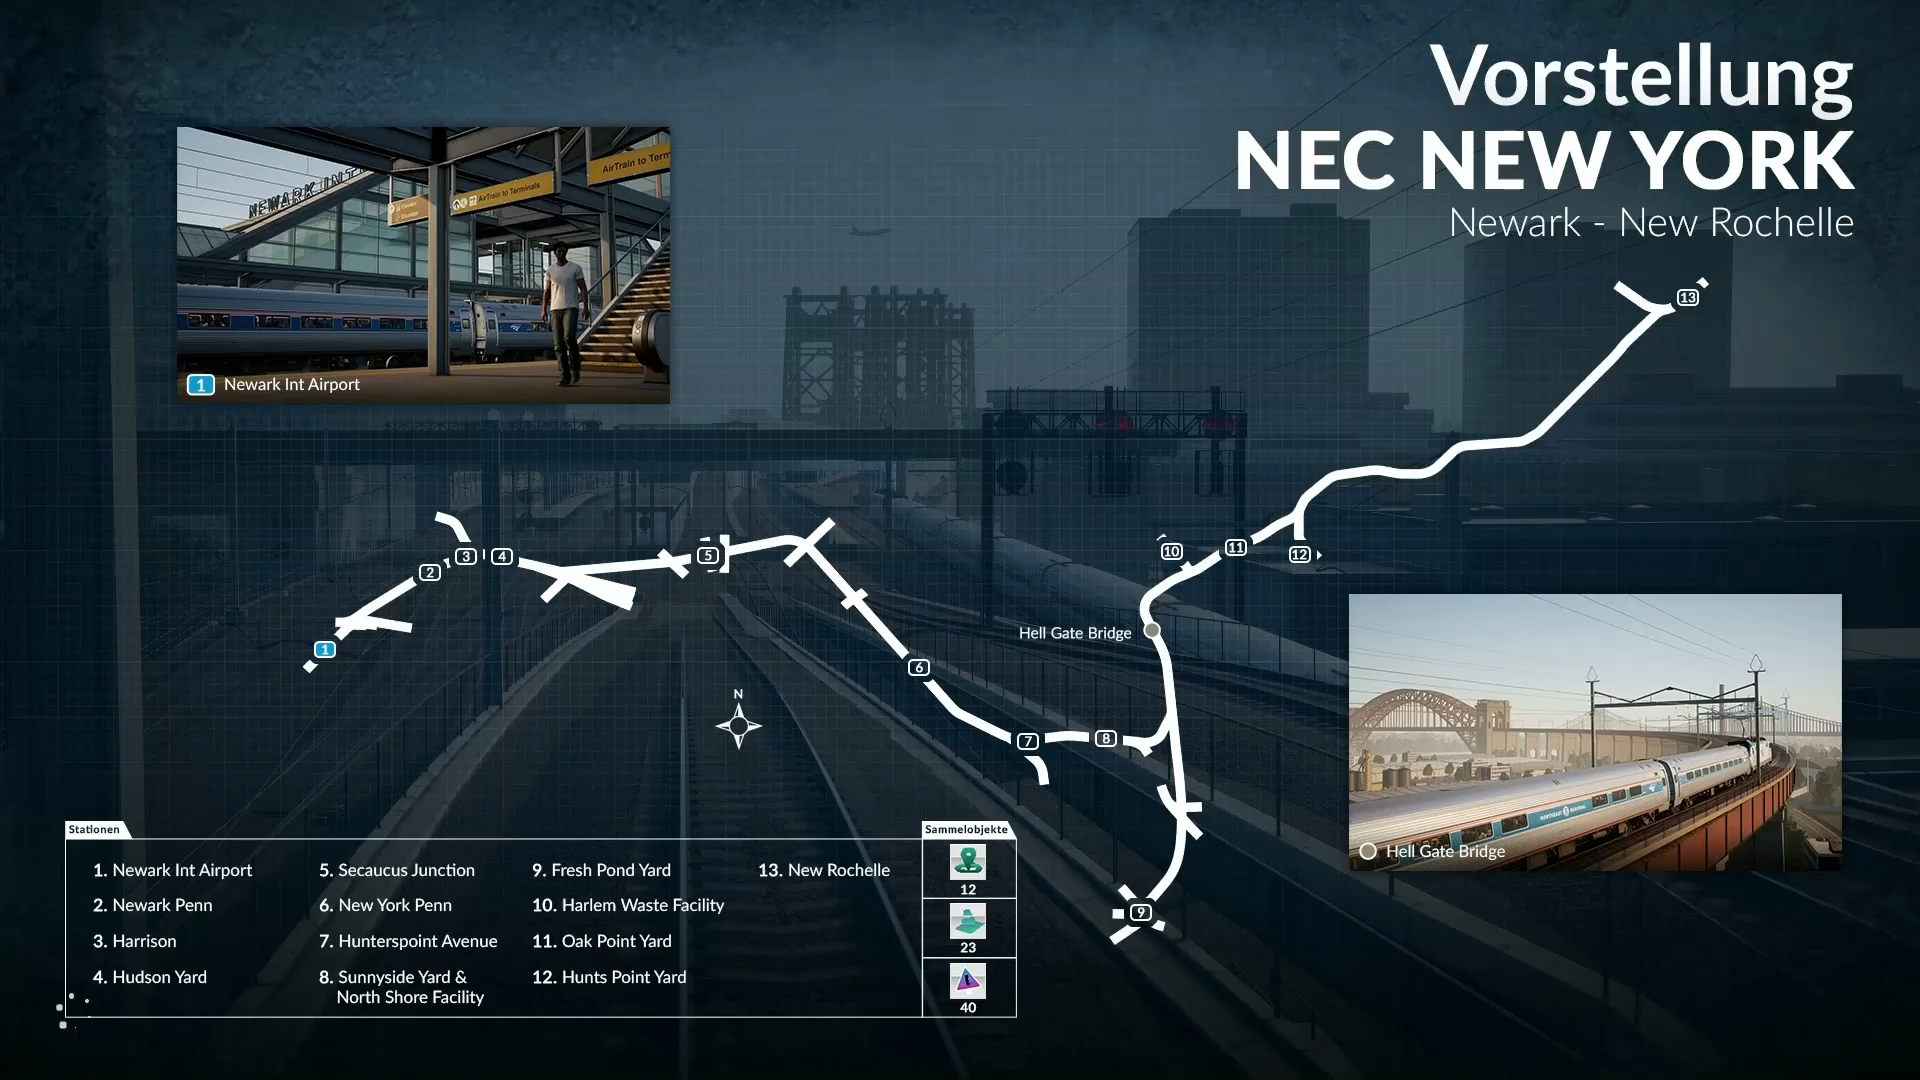 Vorstellung
NEC NEW YORK
Newark - New Rochelle
NEWARK INT
AirTrain to Term
AirTrain to Terminals
1 Newark Int Airport
13
10
11
12
3
4
5
2
1
6
Hell Gate Bridge
N
7
8
9
NORTHEAST REGIONAL
Hell Gate Bridge
Stationen
1. Newark Int Airport
2. Newark Penn
3. Harrison
4. Hudson Yard
5. Secaucus Junction
6. New York Penn
7. Hunterspoint Avenue
8. Sunnyside Yard &
North Shore Facility
9. Fresh Pond Yard
10. Harlem Waste Facility
11. Oak Point Yard
12. Hunts Point Yard
13. New Rochelle
Sammelobjekte
12
23
40